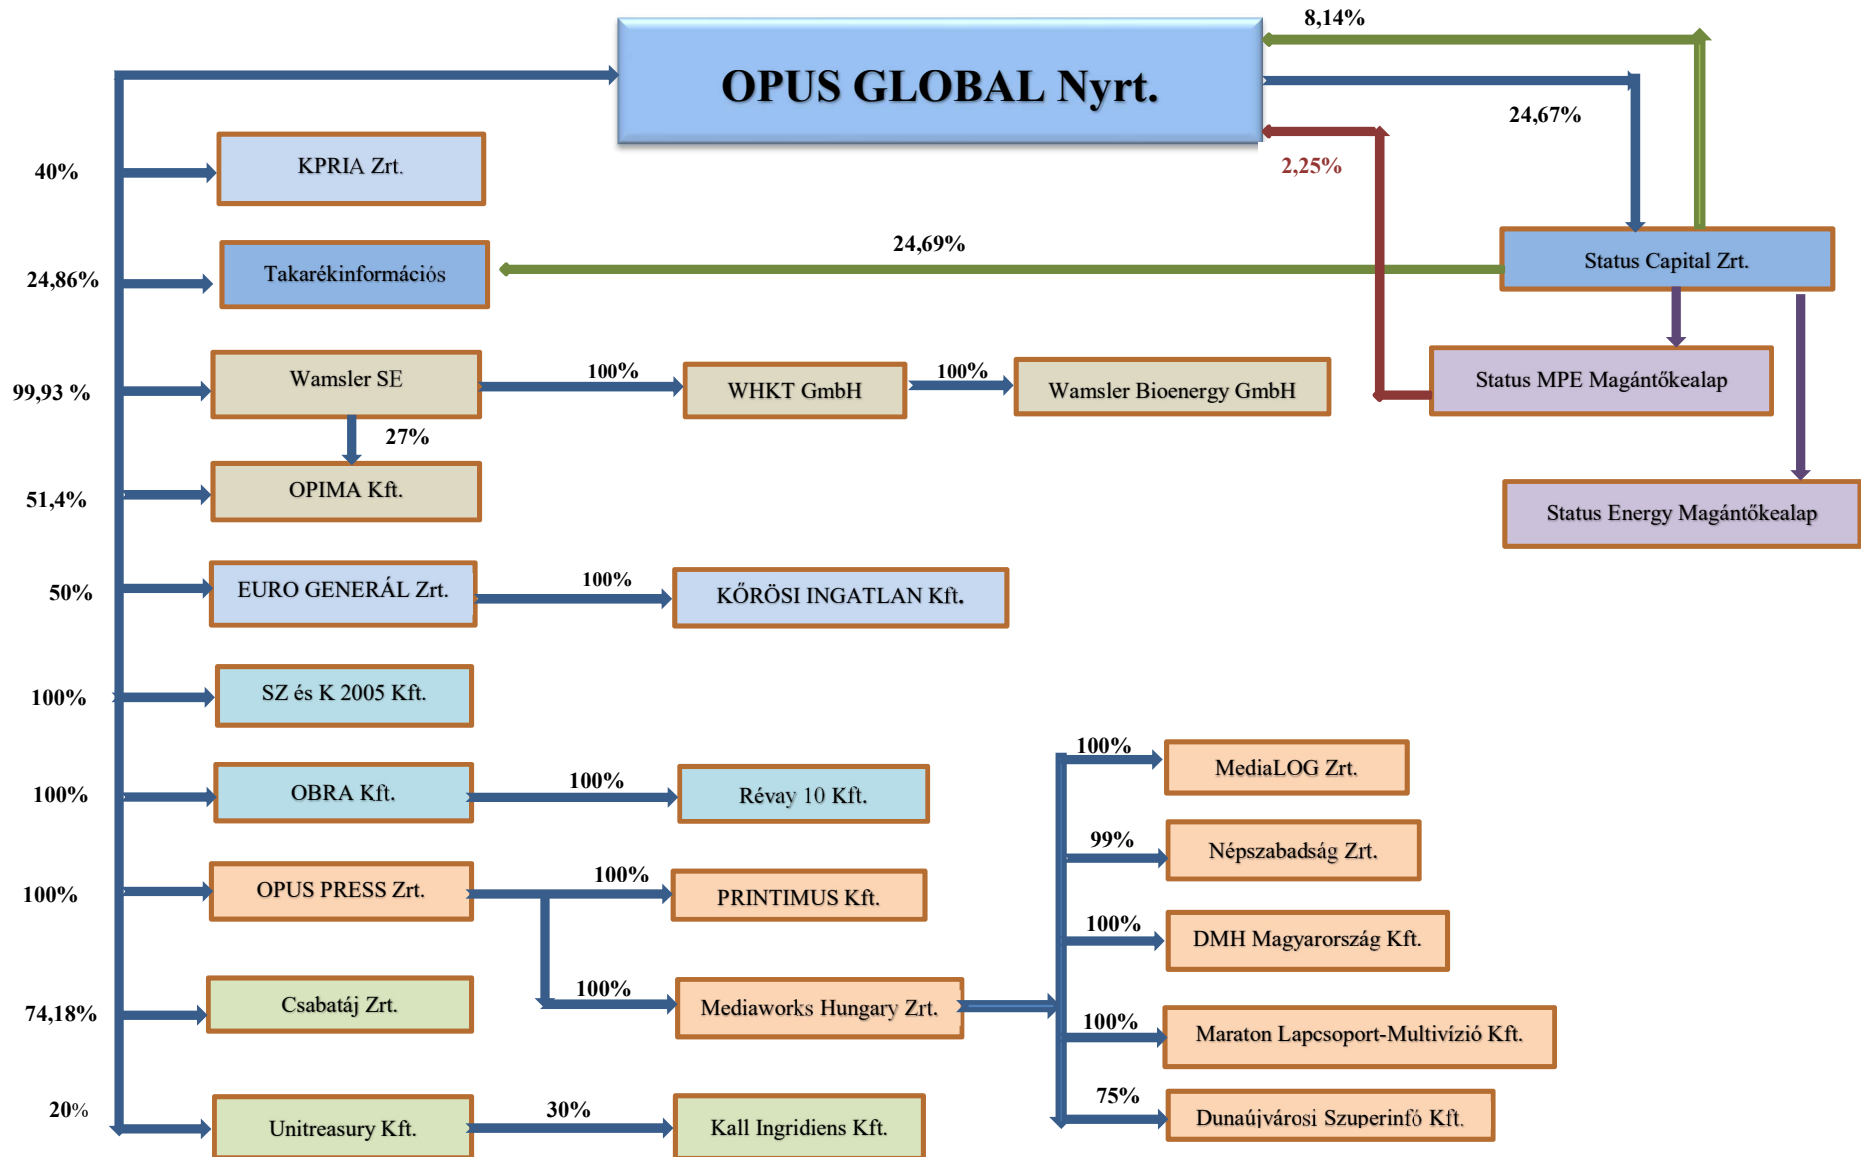 8,14%
OPUS GLOBAL Nyrt.
24,67%
2,25%
40%
KPRIA Zrt.
24,69%
24,86%
Takarékinformációs
Status Capital Zrt.
99,93 %
Wamsler SE
100%
WHKT GmbH
100%
Wamsler Bioenergy GmbH
Status MPE Magántőkealap
27%
51,4%
OPIMA Kft.
Status Energy Magántőkealap
50%
EURO GENERÁL Zrt.
100%
KŐRÖSI INGATLAN Kft.
100%
SZ és K 2005 Kft.
100%
OBRA Kft.
100%
Révay 10 Kft.
100%
MediaLOG Zrt.
99%
Népszabadság Zrt.
100%
OPUS PRESS Zrt.
100%
PRINTIMUS Kft.
100%
DMH Magyarország Kft.
74,18%
Csabatáj Zrt.
100%
Mediaworks Hungary Zrt.
100%
Maraton Lapcsoport-Multivízió Kft.
20%
Unitreasury Kft.
30%
Kall Ingridiens Kft.
75%
Dunaújvárosi Szuperinfó Kft.